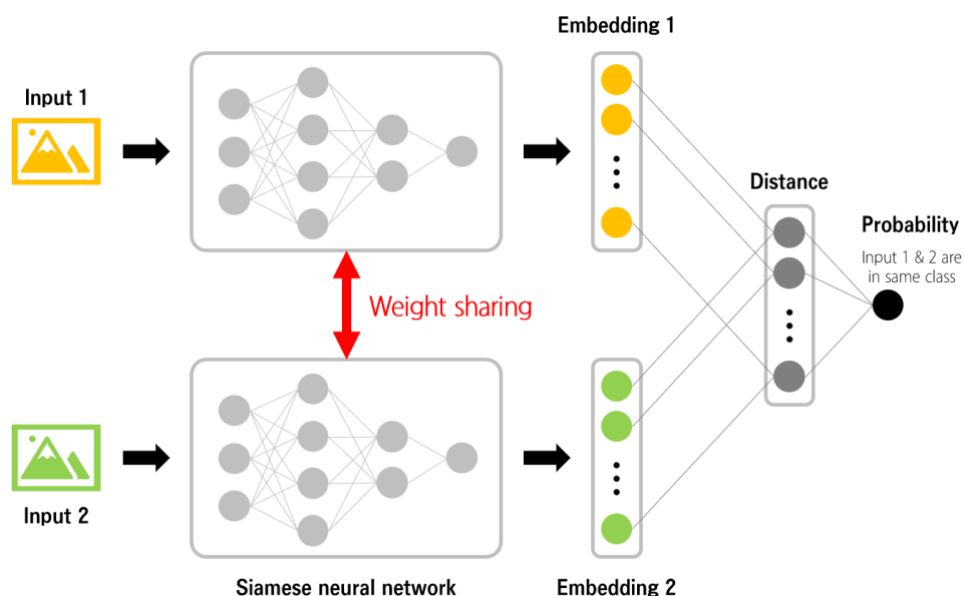 Embedding 1
Input 1
Distance
Probability
Input 1 & 2 are
in same class
Weight sharing
Input 2
Siamese neural network
Embedding 2